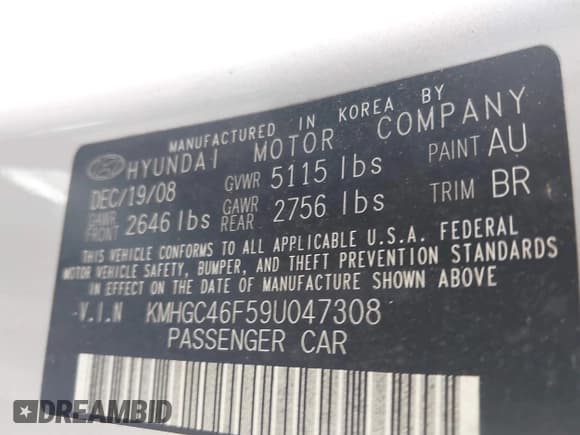 MANUFACTURED IN KOREA BY
HYUNDAI MOTOR COMPANY
DEC/19/08 GVWR 5115 lbs PAINT AU
GAWR FRONT 2646 lbs GAWR REAR 2756 lbs TRIM BR
THIS VEHICLE CONFORMS TO ALL APPLICABLE U.S.A. FEDERAL
MOTOR VEHICLE SAFETY, BUMPER, AND THEFT PREVENTION STANDARDS
IN EFFECT ON THE DATE OF MANUFACTURE SHOWN ABOVE
V.I.N KMHGC46F59U047308
PASSENGER CAR
DREAMBID